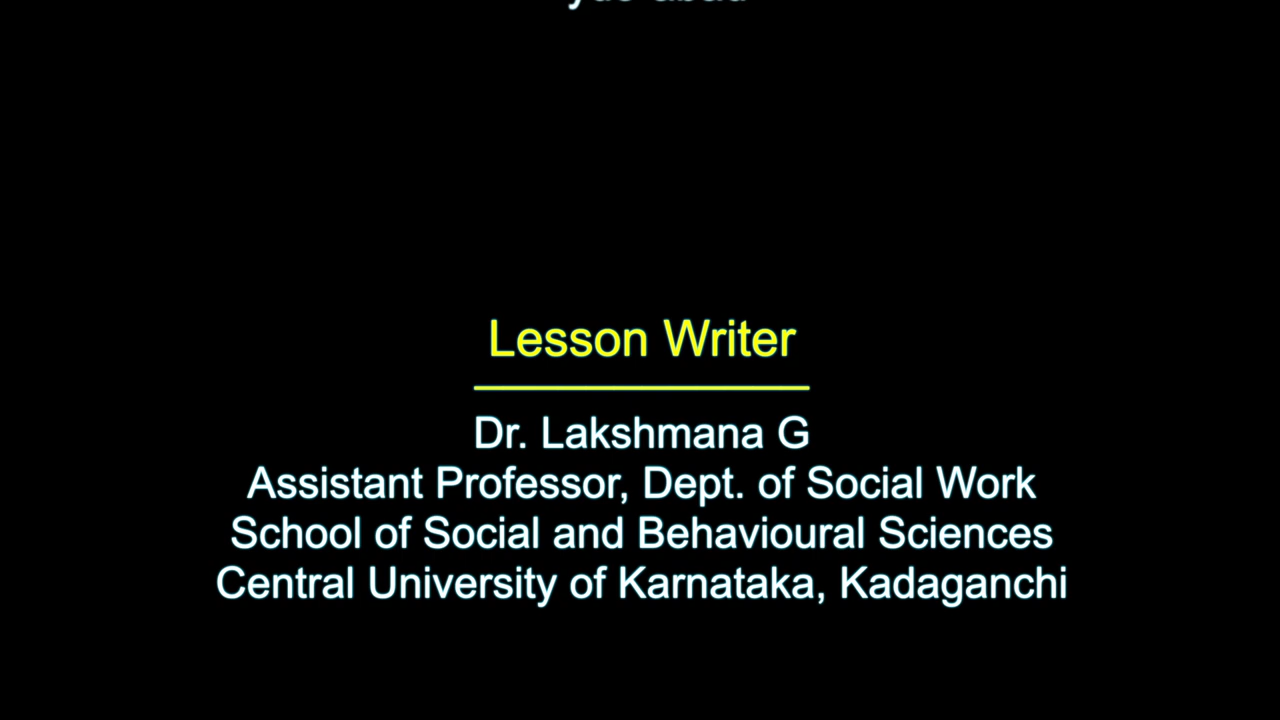 Lesson Writer
Dr. Lakshmana G
Assistant Professor, Dept. of Social Work
School of Social and Behavioural Sciences
Central University of Karnataka, Kadaganchi